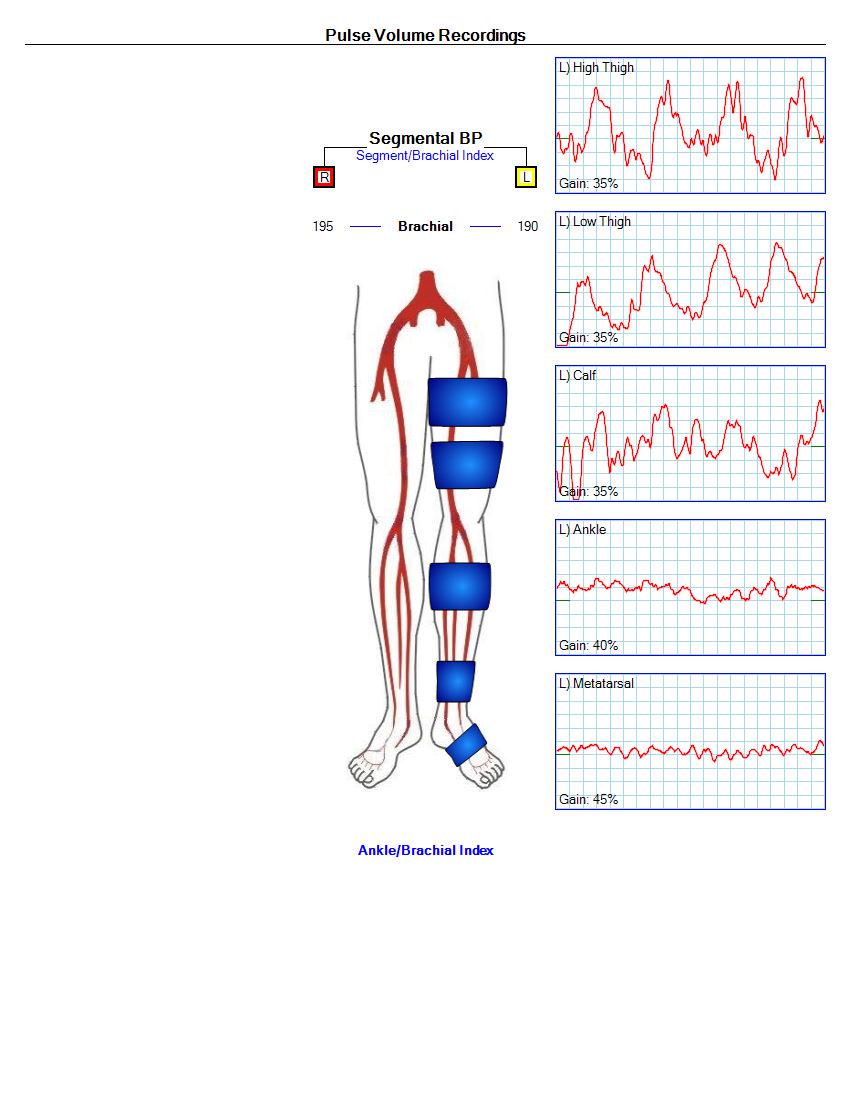 Pulse Volume Recordings
Segmental BP
Segment/Brachial Index
R
L
195
Brachial
190
L) High Thigh
Gain: 35%
L) Low Thigh
Gain: 35%
L) Calf
Gain: 35%
L) Ankle
Gain: 40%
L) Metatarsal
Gain: 45%
Ankle/Brachial Index